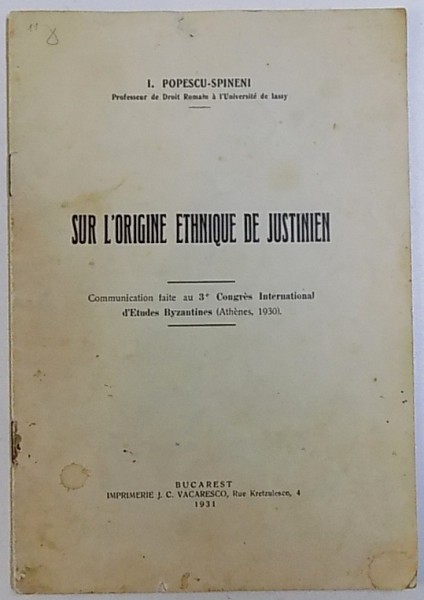 I. POPESCU-SPINENI
Professeur de Droit Romain à l'Université de Iassy
SUR L'ORIGINE ETHNIQUE DE JUSTINIEN
Communication faite au 3e Congrès International
d'Etudes Byzantines (Athènes, 1930).
BUCAREST
IMPRIMERIE J. C. VACARESCO, Rue Kretzulesco, 4
1931